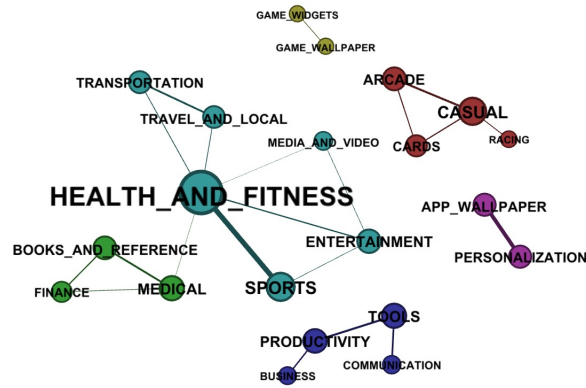 GAME_WIDGETS
GAME_WALLPAPER
TRANSPORTATION
ARCADE
CASUAL
TRAVEL_AND_LOCAL
MEDIA_AND_VIDEO
CARDS
RACING
HEALTH_AND_FITNESS
APP_WALLPAPER
BOOKS_AND_REFERENCE
ENTERTAINMENT
PERSONALIZATION
FINANCE
MEDICAL
SPORTS
TOOLS
PRODUCTIVITY
COMMUNICATION
BUSINESS